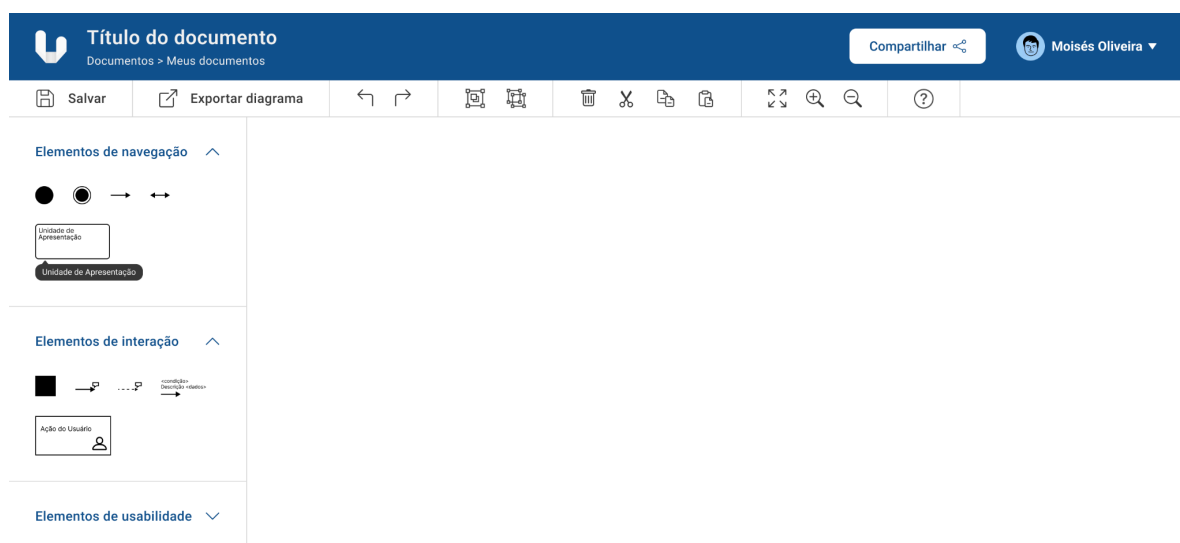 Título do documento
Documentos > Meus documentos
Compartilhar
Moisés Oliveira
Salvar
Exportar diagrama
Elementos de navegação
Unidade de
Apresentação
Unidade de Apresentação
Elementos de interação
<condição>
Descrição <dados>
Ação do Usuário
Elementos de usabilidade